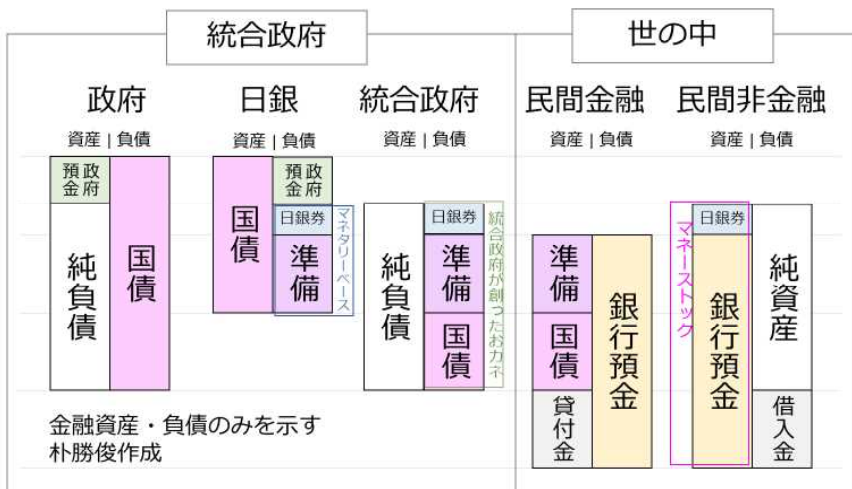 統合政府
世の中
政府
日銀
統合政府
民間金融
民間非金融
資産 | 負債
資産 | 負債
資産 | 負債
資産 | 負債
資産 | 負債
政府預金
純負債
国債
国債
政府預金
日銀券
準備
マネタリーベース
純負債
日銀券
準備
国債
統合政府が創ったおカネ
準備
国債
貸付金
銀行預金
マネーストック
日銀券
銀行預金
純資産
借入金
金融資産・負債のみを示す
朴勝俊作成